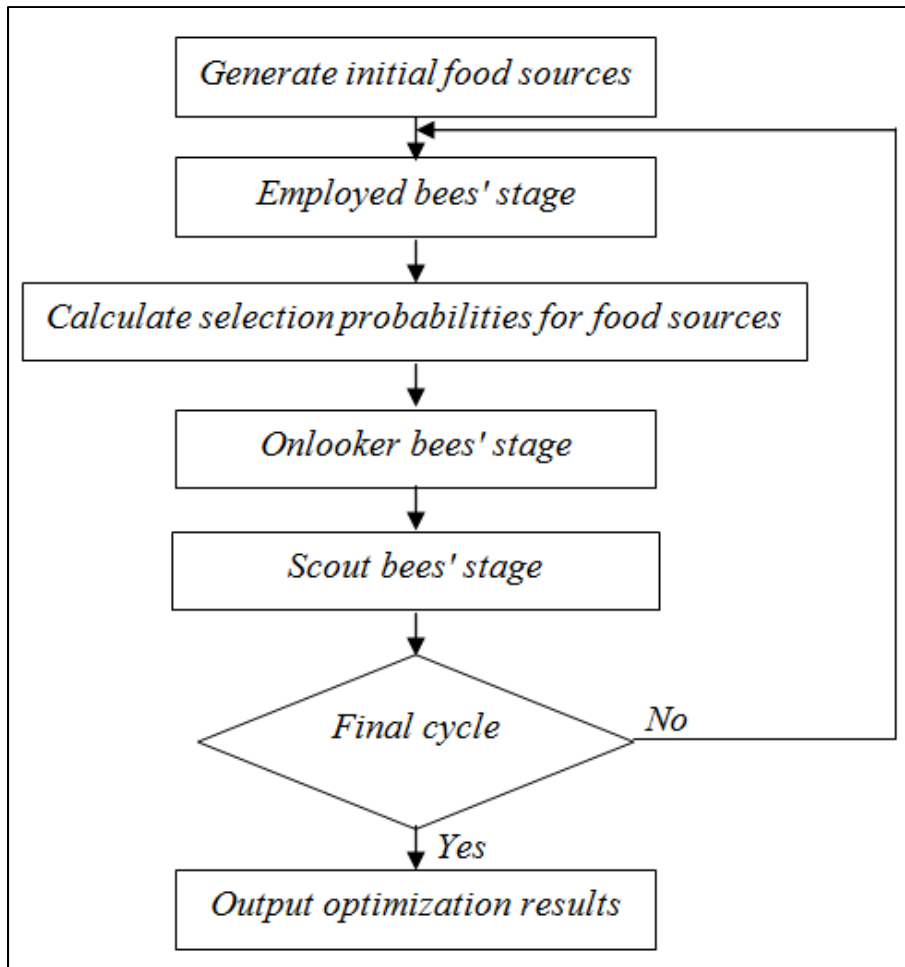 Generate initial food sources
Employed bees' stage
Calculate selection probabilities for food sources
Onlooker bees' stage
Scout bees' stage
Final cycle
No
Yes
Output optimization results